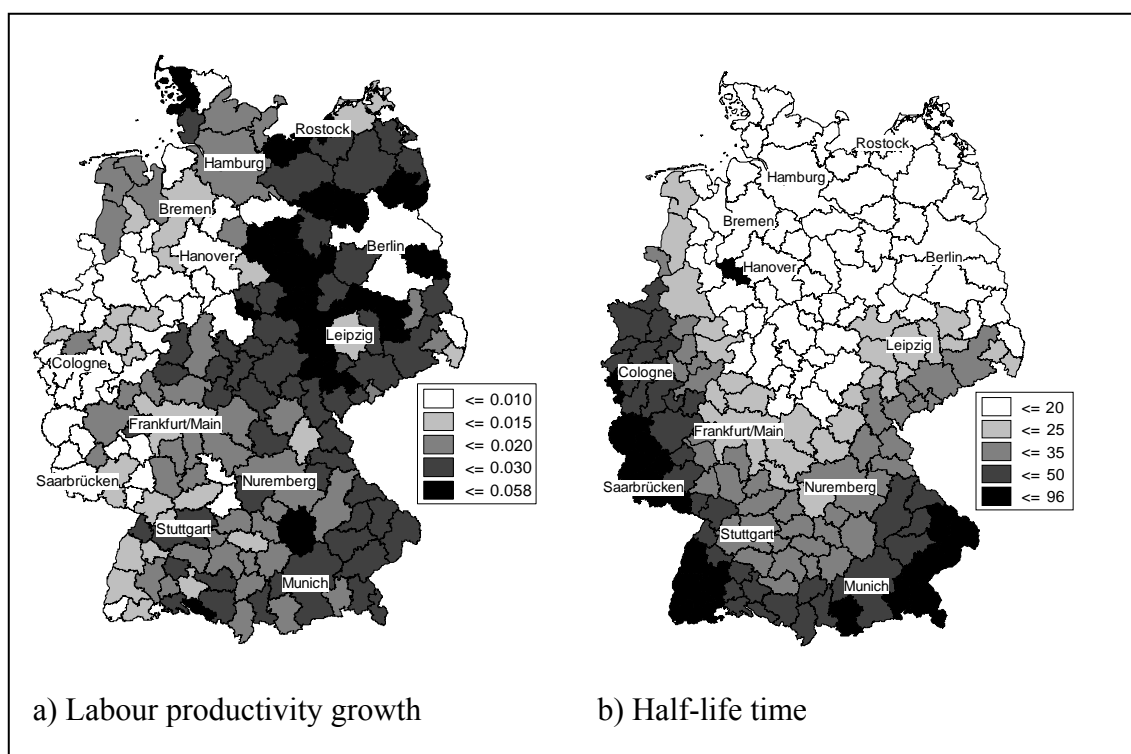 Rostock
Hamburg
Bremen
Berlin
Hanover
Leipzig
Cologne
Frankfurt/Main
Saarbrücken
Nuremberg
Stuttgart
Munich
<= 0.010
<= 0.015
<= 0.020
<= 0.030
<= 0.058
a) Labour productivity growth
Rostock
Hamburg
Bremen
Berlin
Hanover
Leipzig
Cologne
Frankfurt/Main
Saarbrücken
Nuremberg
Stuttgart
Munich
<= 20
<= 25
<= 35
<= 50
<= 96
b) Half-life time